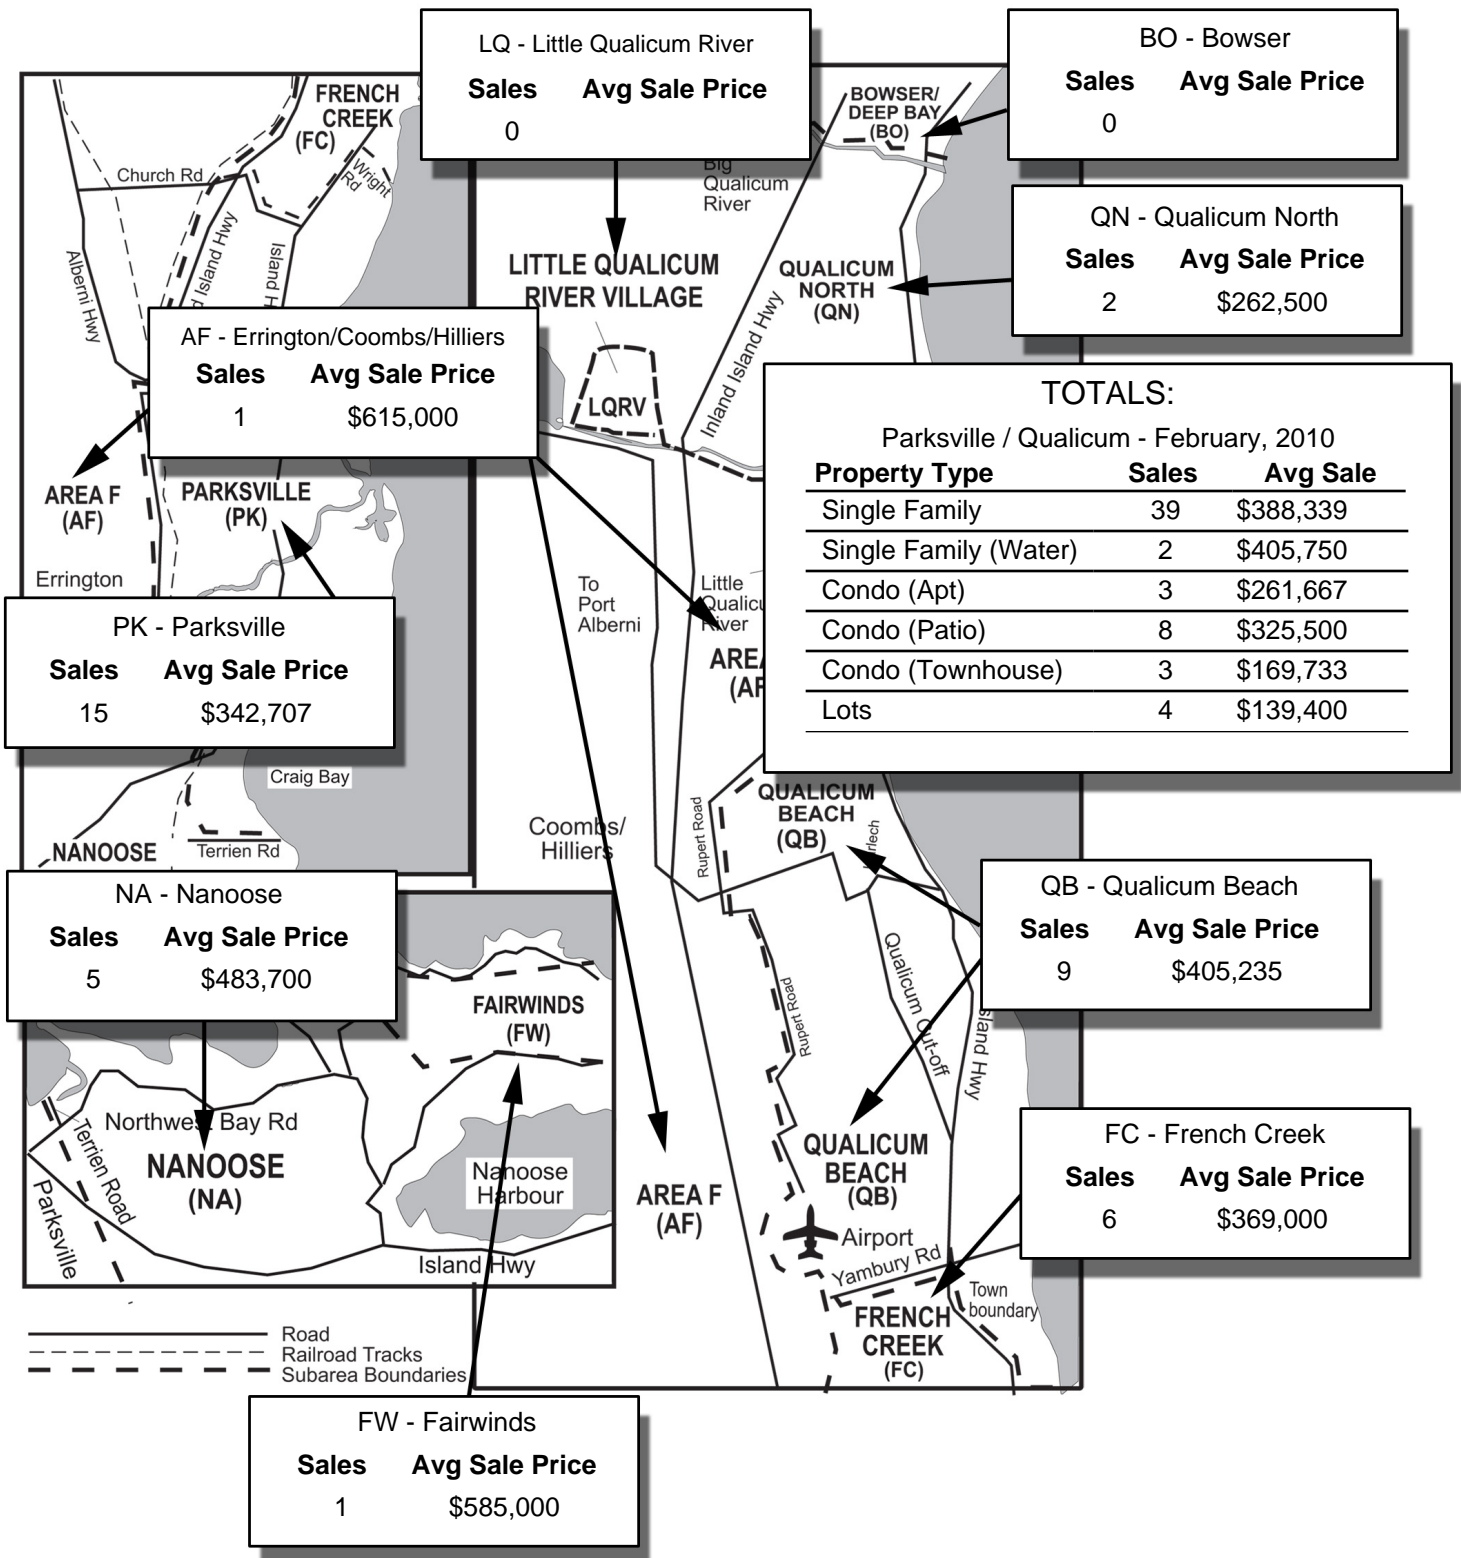 LQ - Little Qualicum River
Sales Avg Sale Price
0
BO - Bowser
Sales Avg Sale Price
0
FRENCH
CREEK
(FC)
BOWSER/
DEEP BAY
(BO)
Church Rd
Wright
Rd
Big
Qualicum
River
QN - Qualicum North
Sales Avg Sale Price
2 $262,500
Alberni Hwy
Island Hwy
Island H
LITTLE QUALICUM
RIVER VILLAGE
QUALICUM
NORTH
(QN)
Inland Island Hwy
AF - Errington/Coombs/Hilliers
Sales Avg Sale Price
1 $615,000
LQRV
TOTALS:
Parksville / Qualicum - February, 2010
Property Type Sales Avg Sale
Single Family 39 $388,339
Single Family (Water) 2 $405,750
Condo (Apt) 3 $261,667
Condo (Patio) 8 $325,500
Condo (Townhouse) 3 $169,733
Lots 4 $139,400
AREA F
(AF)
PARKSVILLE
(PK)
Errington
To
Port
Alberni
Little
Qualicu
River
AREA
(AF
PK - Parksville
Sales Avg Sale Price
15 $342,707
Craig Bay
Terrien Rd
NANOOSE
Coombs/
Hilliers
Rupert Road
QUALICUM
BEACH
(QB)
NA - Nanoose
Sales Avg Sale Price
5 $483,700
QB - Qualicum Beach
Sales Avg Sale Price
9 $405,235
Qualicum Cut-off
Rupert Road
sland Hwy
FAIRWINDS
(FW)
Northwest Bay Rd
Terrien Road
Parksville
NANOOSE
(NA)
Nanoose
Harbour
Island Hwy
AREA F
(AF)
QUALICUM
BEACH
(QB)
Airport
Yambury Rd
FC - French Creek
Sales Avg Sale Price
6 $369,000
Town
boundary
FRENCH
CREEK
(FC)
Road
Railroad Tracks
Subarea Boundaries
FW - Fairwinds
Sales Avg Sale Price
1 $585,000